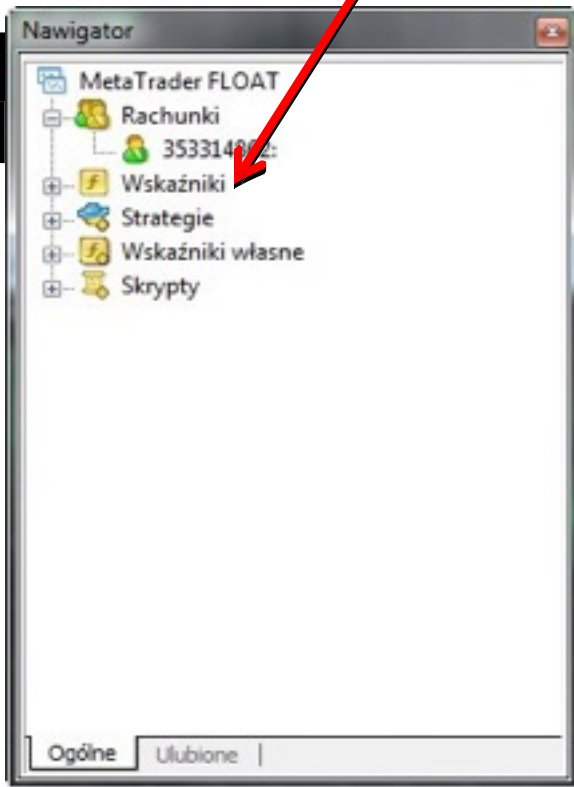 Nawigator
MetaTrader FLOAT
Rachunki
Wskaźniki
Strategie
Wskaźniki własne
Skrypty
Ogólne
Ulubione